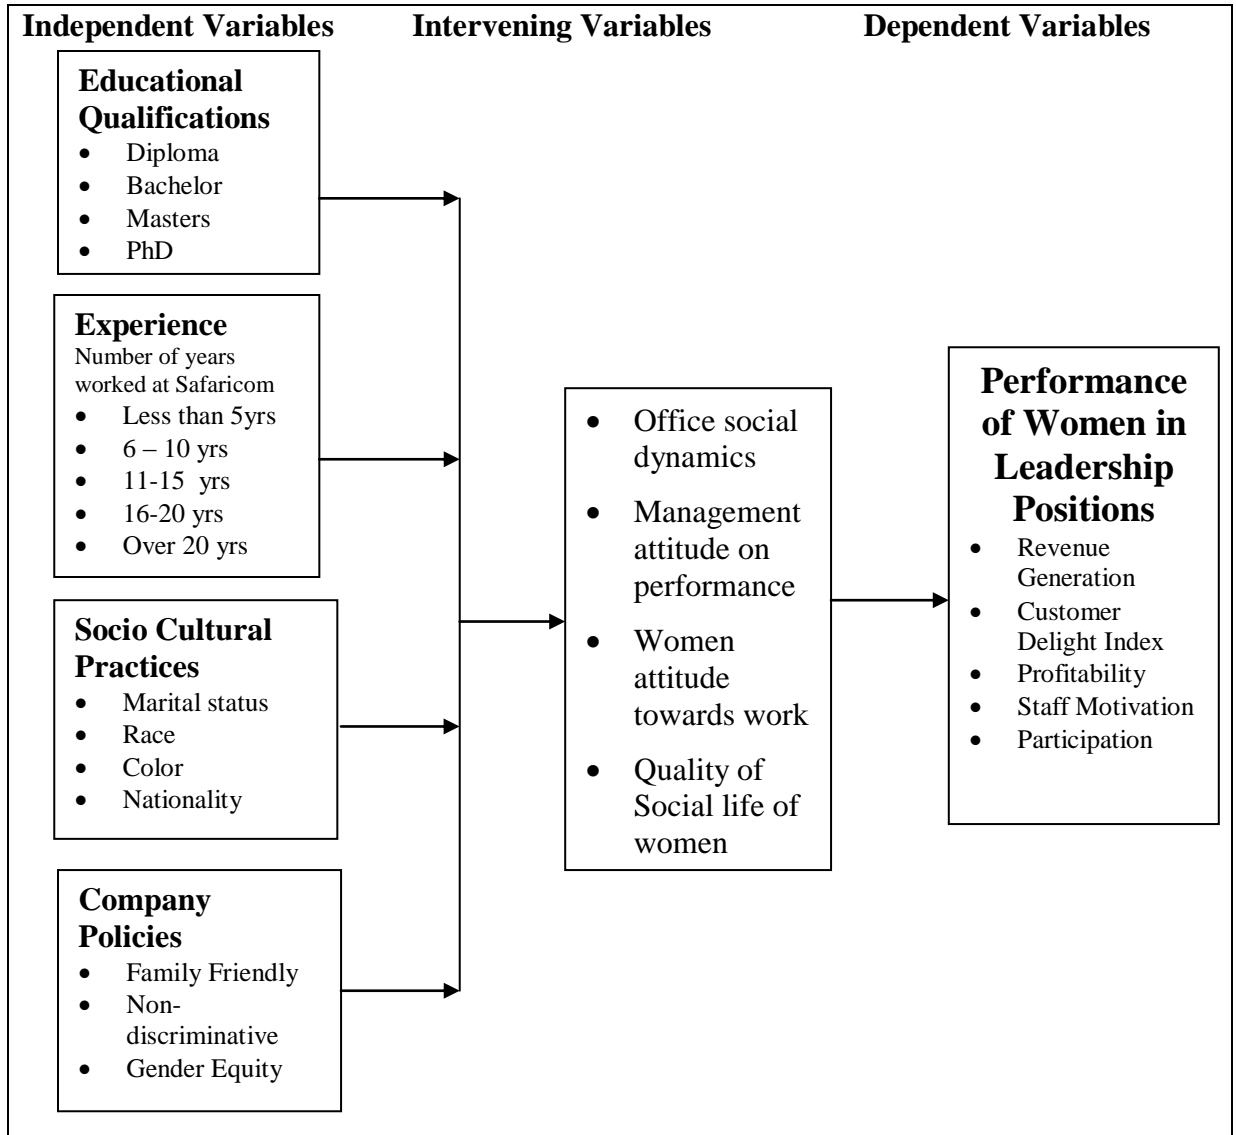 Independent Variables Intervening Variables Dependent Variables
Educational
Qualifications
• Diploma
• Bachelor
• Masters
• PhD
Experience
Number of years
worked at Safaricom
• Less than 5yrs
• 6 – 10 yrs
• 11-15 yrs
• 16-20 yrs
• Over 20 yrs
Socio Cultural
Practices
• Marital status
• Race
• Color
• Nationality
Company
Policies
• Family Friendly
• Non-
discriminative
• Gender Equity
• Office social
dynamics
• Management
attitude on
performance
• Women
attitude
towards work
• Quality of
Social life of
women
Performance
of Women in
Leadership
Positions
• Revenue
Generation
• Customer
Delight Index
• Profitability
• Staff Motivation
• Participation